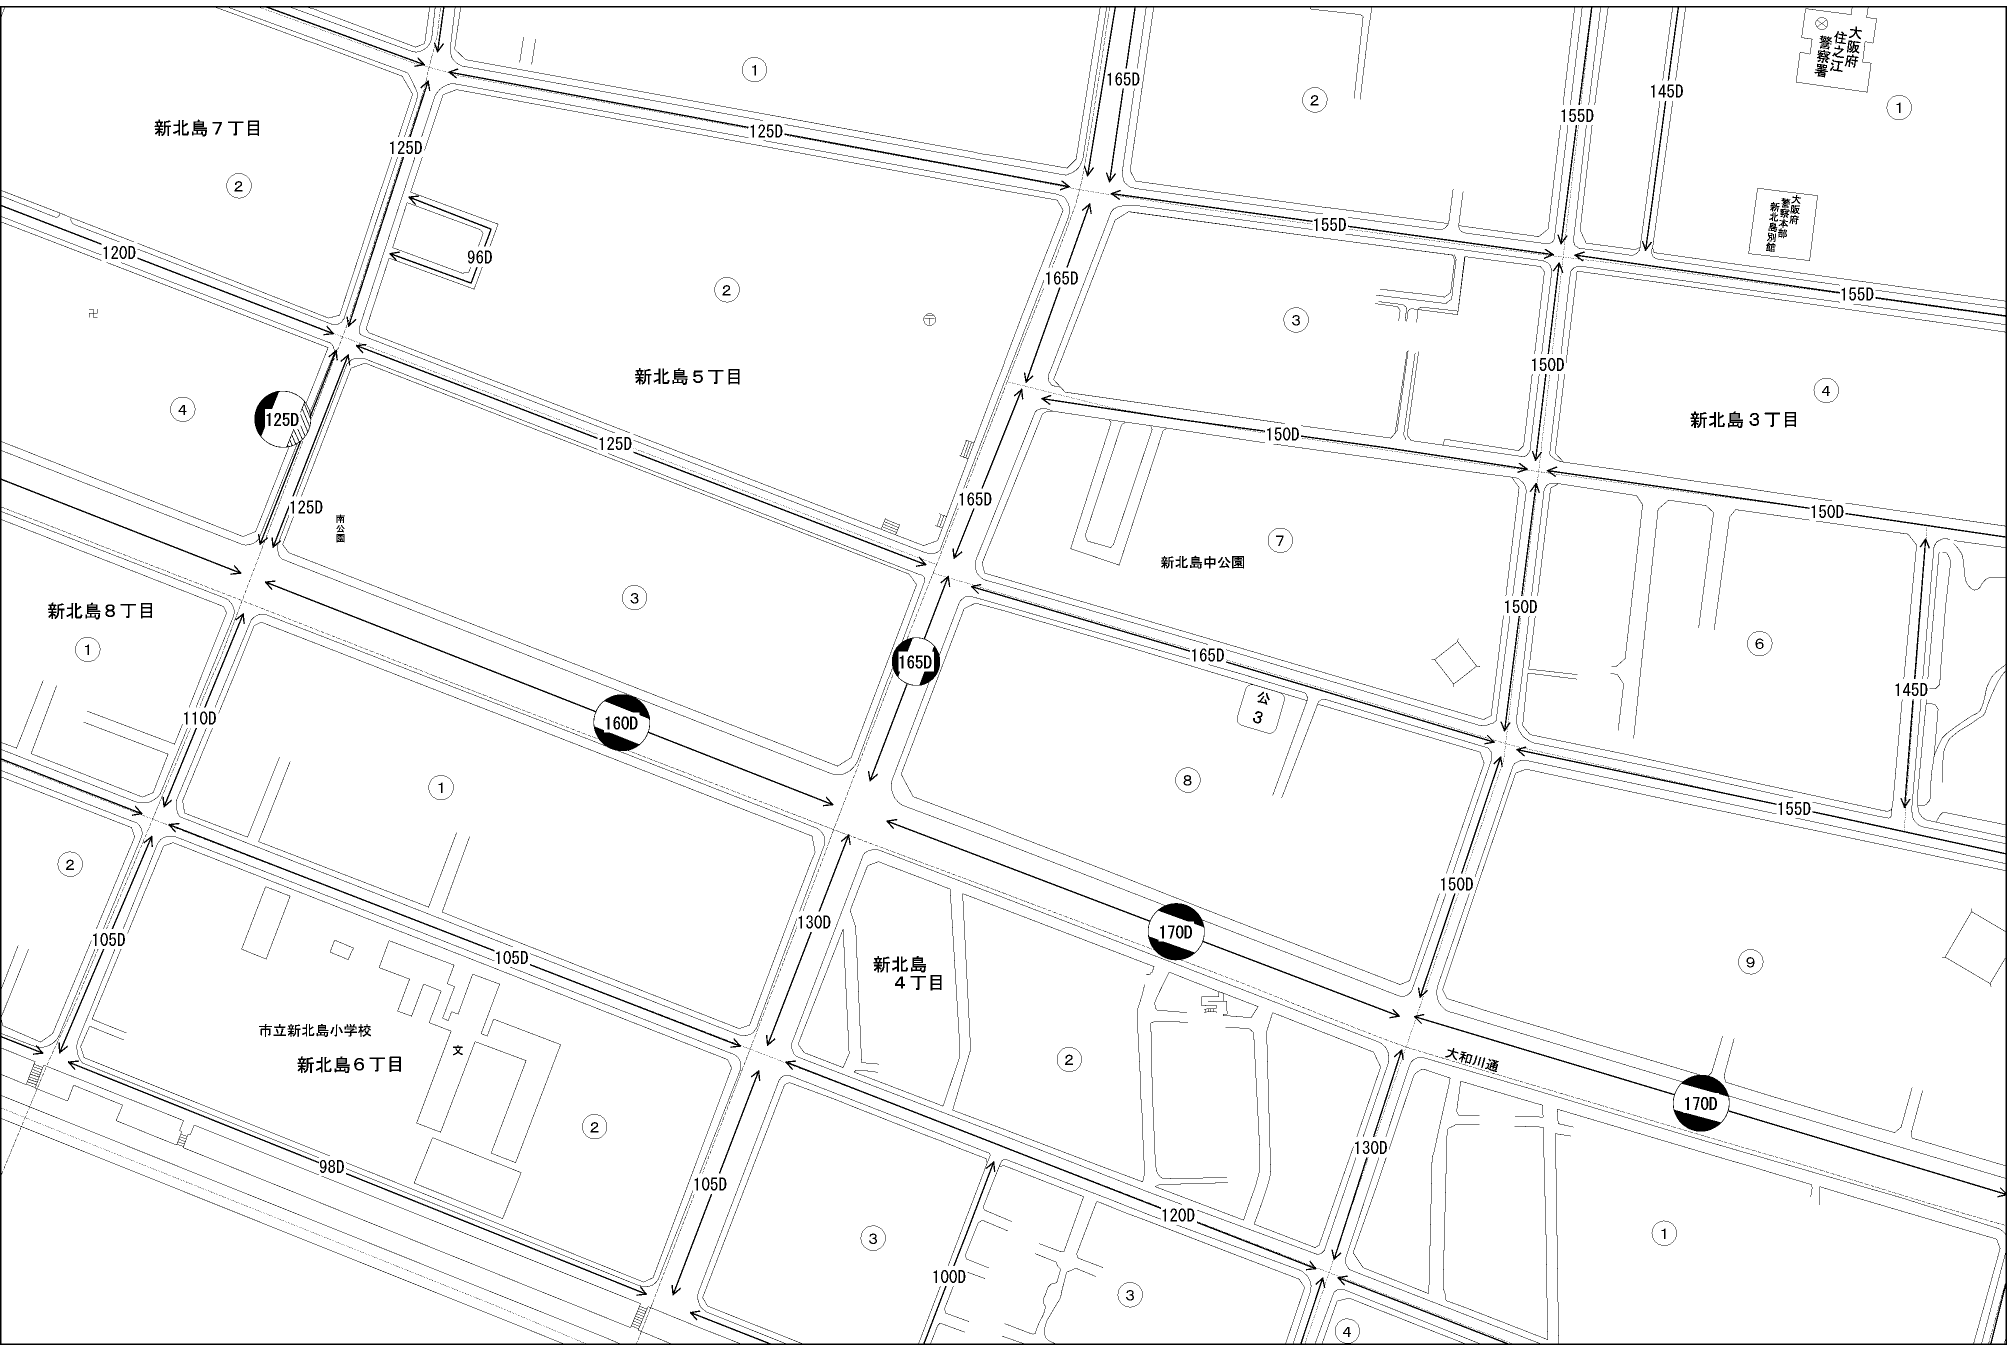 ①
②
165D
155D
145D
大阪府
住之江
警察署
①
新北島７丁目
②
125D
125D
155D
大阪府
警察本部
新北島別館
120D
96D
②
〒
165D
③
155D
卍
新北島５丁目
150D
④
新北島３丁目
④
125D
125D
150D
165D
125D
南公園
150D
⑦
新北島中公園
新北島８丁目
①
③
150D
⑥
165D
165D
145D
110D
160D
公
3
①
⑧
155D
②
105D
130D
150D
170D
⑨
105D
新北島
４丁目
市立新北島小学校
新北島６丁目
文
②
②
大和川通
170D
130D
98D
105D
120D
③
①
100D
③
④